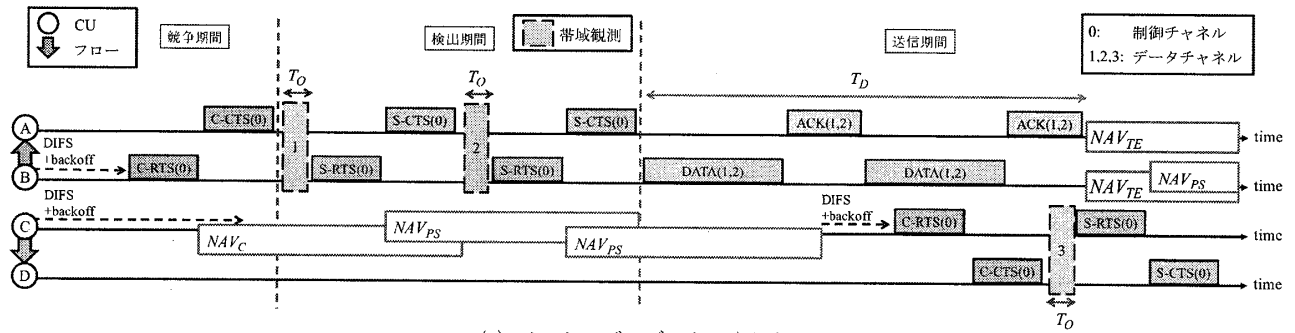 CU
フロー
競争期間
検出期間
帯域観測
送信期間
0: 制御チャネル
1,2,3: データチャネル
T_O
T_O
T_D
A
C-CTS(0)
S-CTS(0)
S-CTS(0)
ACK(1,2)
ACK(1,2)
NAV_TE
time
DIFS
+backoff
1
2
B
C-RTS(0)
S-RTS(0)
S-RTS(0)
DATA(1,2)
DATA(1,2)
NAV_TE
NAV_PS
time
DIFS
+backoff
DIFS
+backoff
C
NAV_C
NAV_PS
NAV_PS
C-RTS(0)
S-RTS(0)
time
3
D
C-CTS(0)
S-CTS(0)
time
T_O